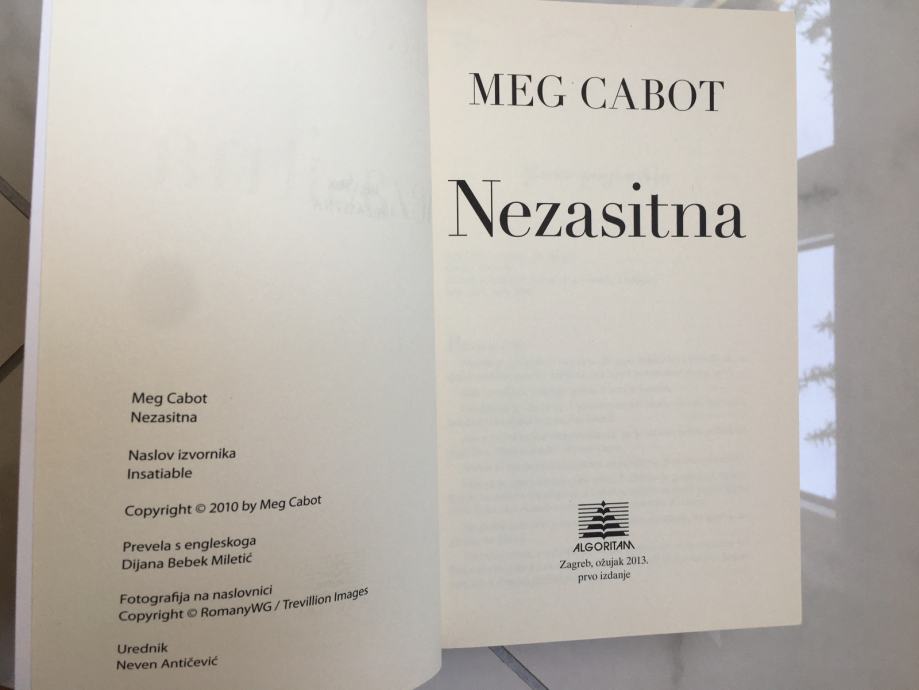 Meg Cabot
Nezasitna
Naslov izvornika
Insatiable
Copyright © 2010 by Meg Cabot
Prevela s engleskoga
Dijana Bebek Miletić
Fotografija na naslovnici
Copyright © RomanyWG / Trevillion Images
Urednik
Neven Antičević
MEG CABOT
Nezasitna
ALGORITAM
Zagreb, ožujak 2013.
prvo izdanje